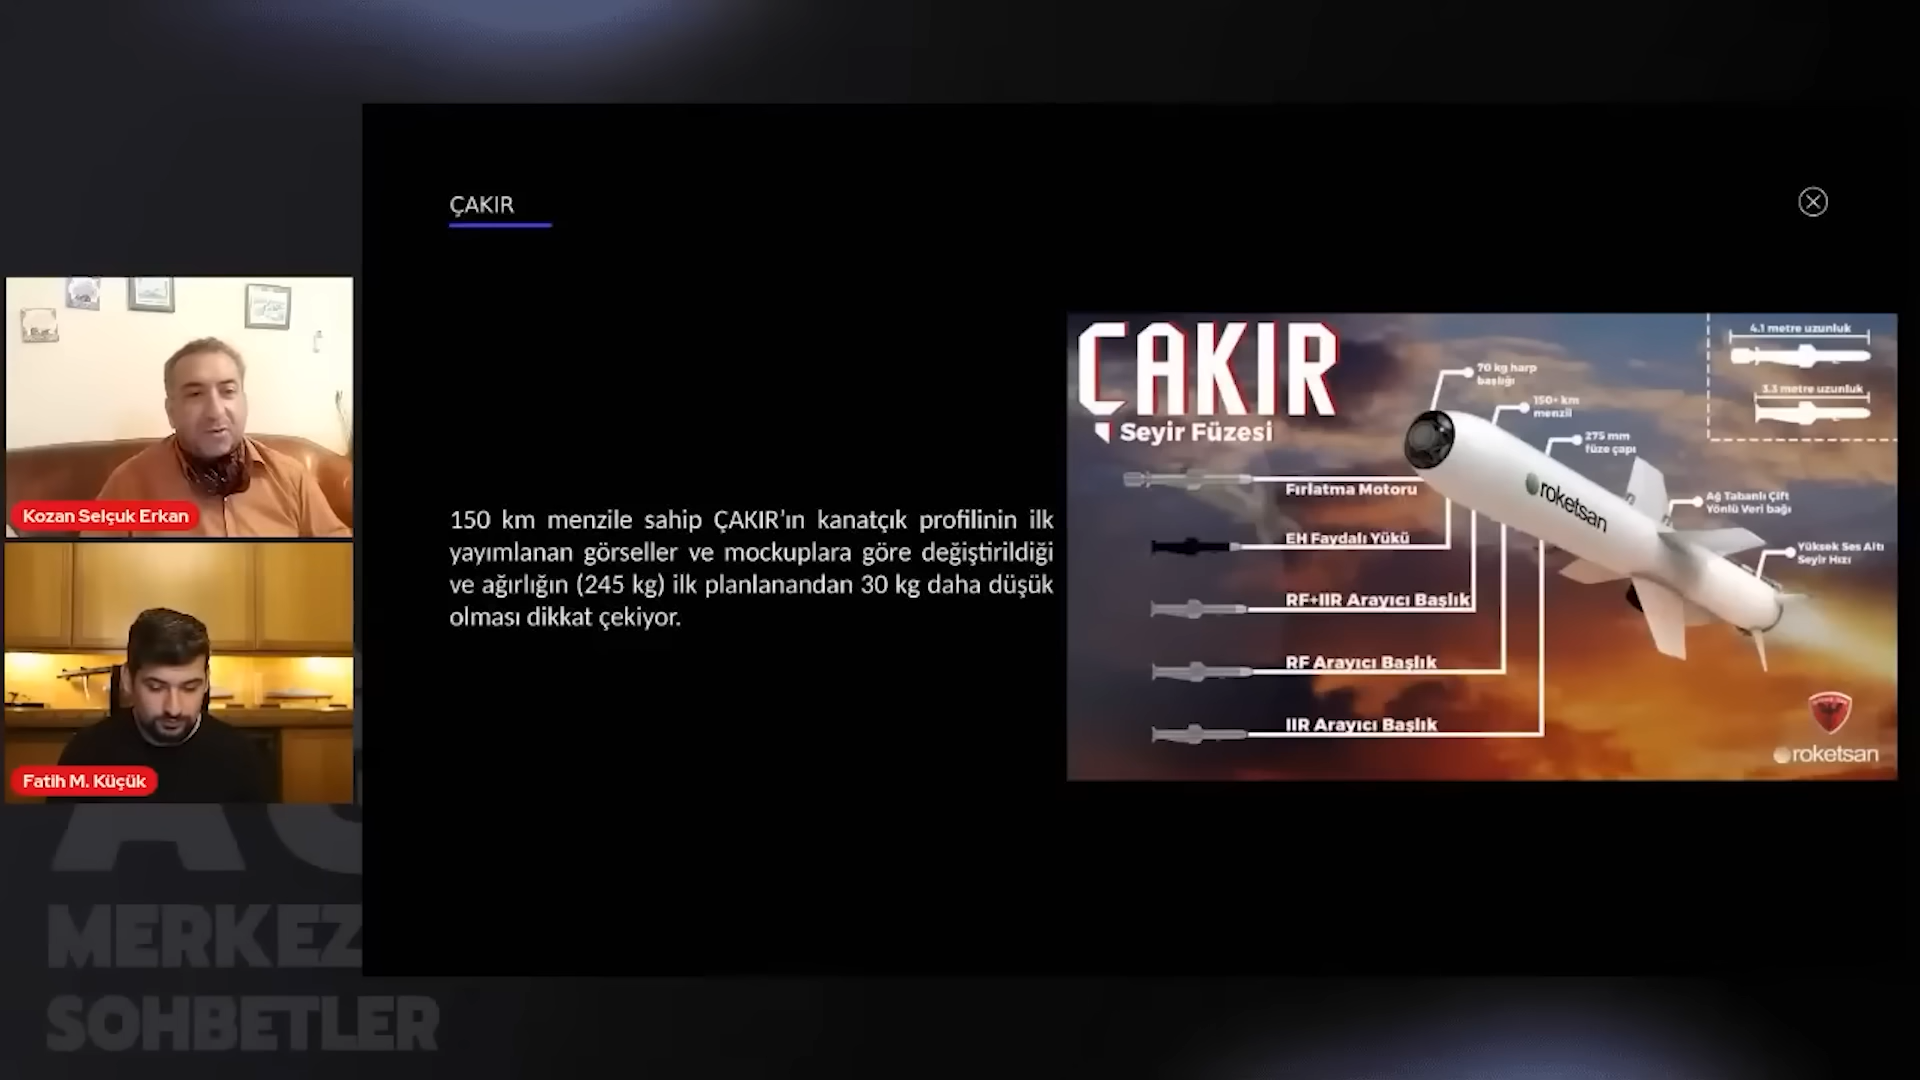 ÇAKIR
150 km menzile sahip ÇAKIR’ın kanatçık profilinin ilk
yayımlanan görseller ve mockuplara göre değiştirildiği
ve ağırlığın (245 kg) ilk planlanandan 30 kg daha düşük
olması dikkat çekiyor.
ÇAKIR
Seyir Füzesi
Fırlatma Motoru
EH Faydalı Yükü
RF+IIR Arayıcı Başlık
RF Arayıcı Başlık
IIR Arayıcı Başlık
70 kg harp
başlığı
150+ km
menzil
275 mm
füze çapı
roketsan
Ağ Tabanlı Çift
Yönlü Veri bağı
Yüksek Ses Altı
Seyir Hızı
4.1 metre uzunluk
3.3 metre uzunluk
roketsan
Kozan Selçuk Erkan
Fatih M. Küçük
MERKEZ
SOHBETLER